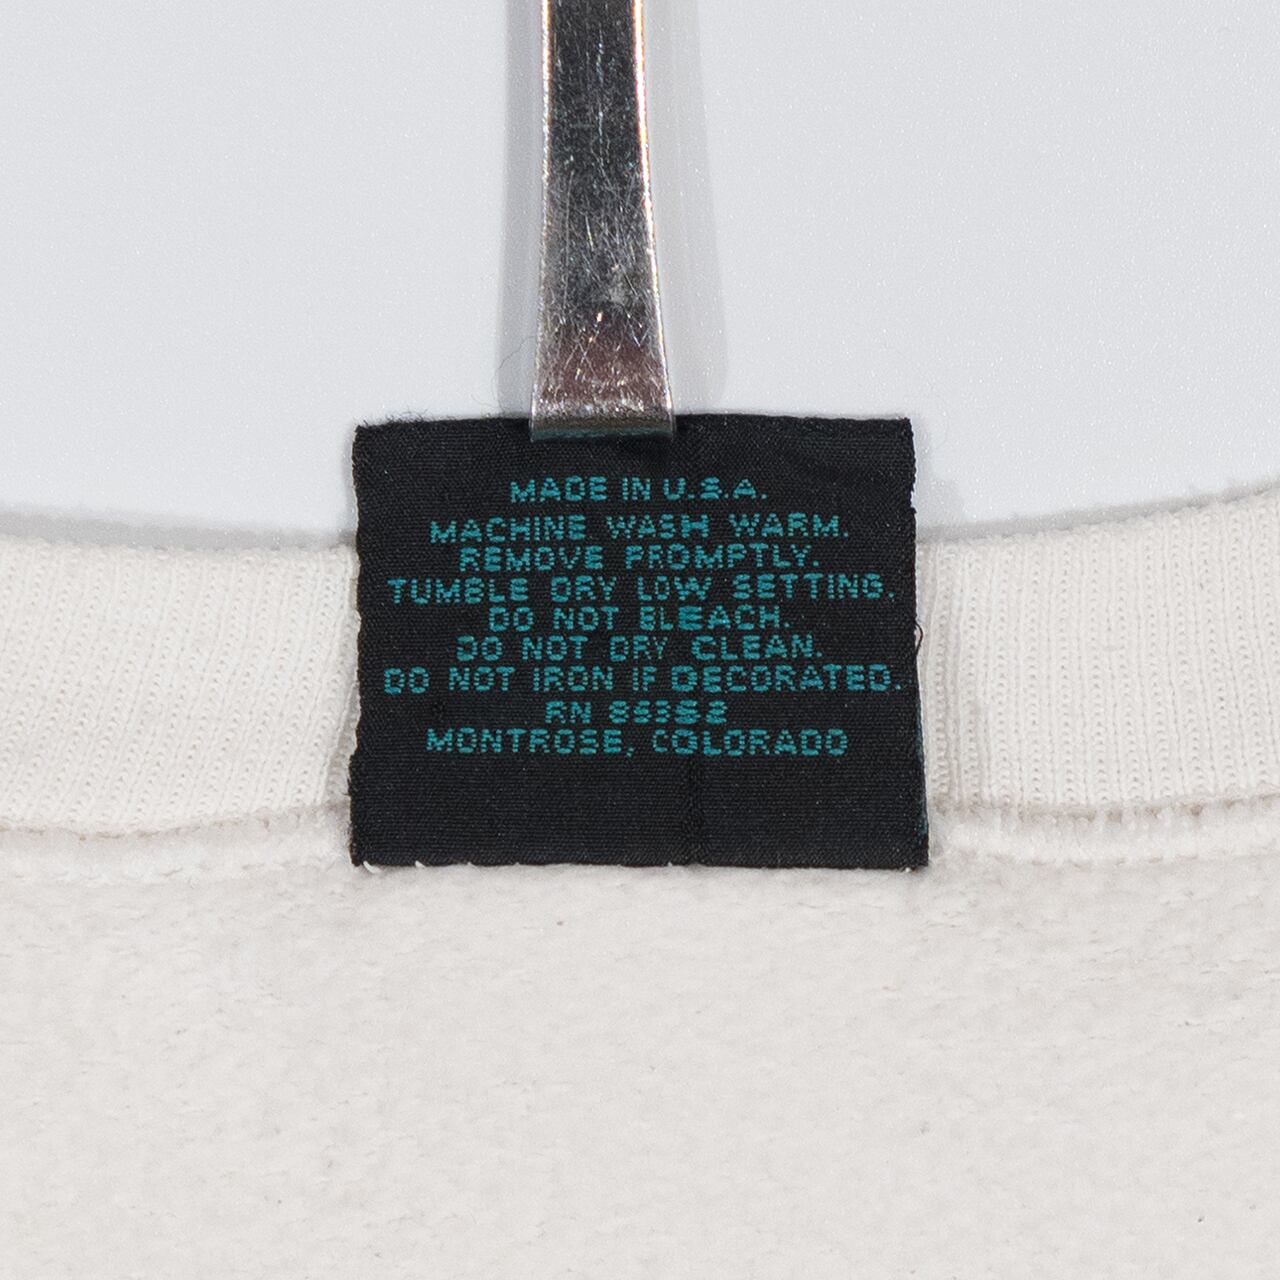 MADE IN U.S.A.
MACHINE WASH WARM.
REMOVE PROMPTLY.
TUMBLE DRY LOW SETTING.
DO NOT BLEACH.
DO NOT DRY CLEAN.
DO NOT IRON IF DECORATED.
RN
MONTROSE, COLORADO